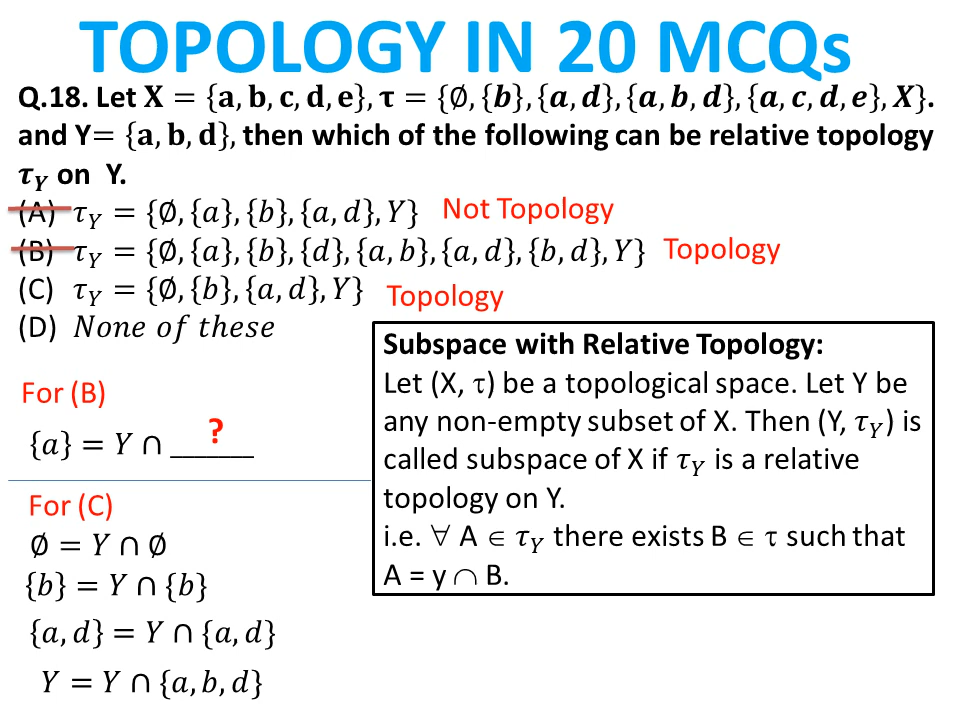 TOPOLOGY IN 20 MCQs
Q.18. Let X = {a, b, c, d, e}, τ = {∅, {b}, {a, d}, {a, b, d}, {a, c, d, e}, X}.
and Y= {a, b, d}, then which of the following can be relative topology
τ_Y on Y.
(A) τ_Y = {∅, {a}, {b}, {a, d}, Y} Not Topology
(B) τ_Y = {∅, {a}, {b}, {d}, {a, b}, {a, d}, {b, d}, Y} Topology
(C) τ_Y = {∅, {b}, {a, d}, Y} Topology
(D) None of these
For (B)
{a} = Y ∩ ______
?
For (C)
∅ = Y ∩ ∅
{b} = Y ∩ {b}
{a, d} = Y ∩ {a, d}
Y = Y ∩ {a, b, d}
Subspace with Relative Topology:
Let (X, τ) be a topological space. Let Y be
any non-empty subset of X. Then (Y, τ_Y) is
called subspace of X if τ_Y is a relative
topology on Y.
i.e. ∀ A ∈ τ_Y there exists B ∈ τ such that
A = y ∩ B.